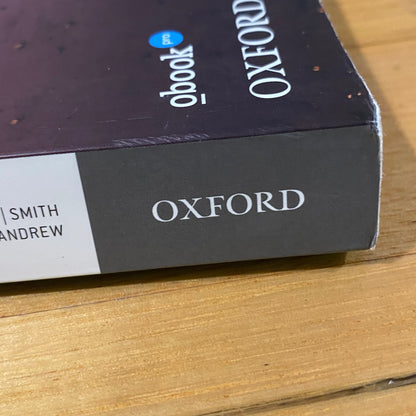 OXFORD
obook pro
| SMITH
ANDREW
OXFORD